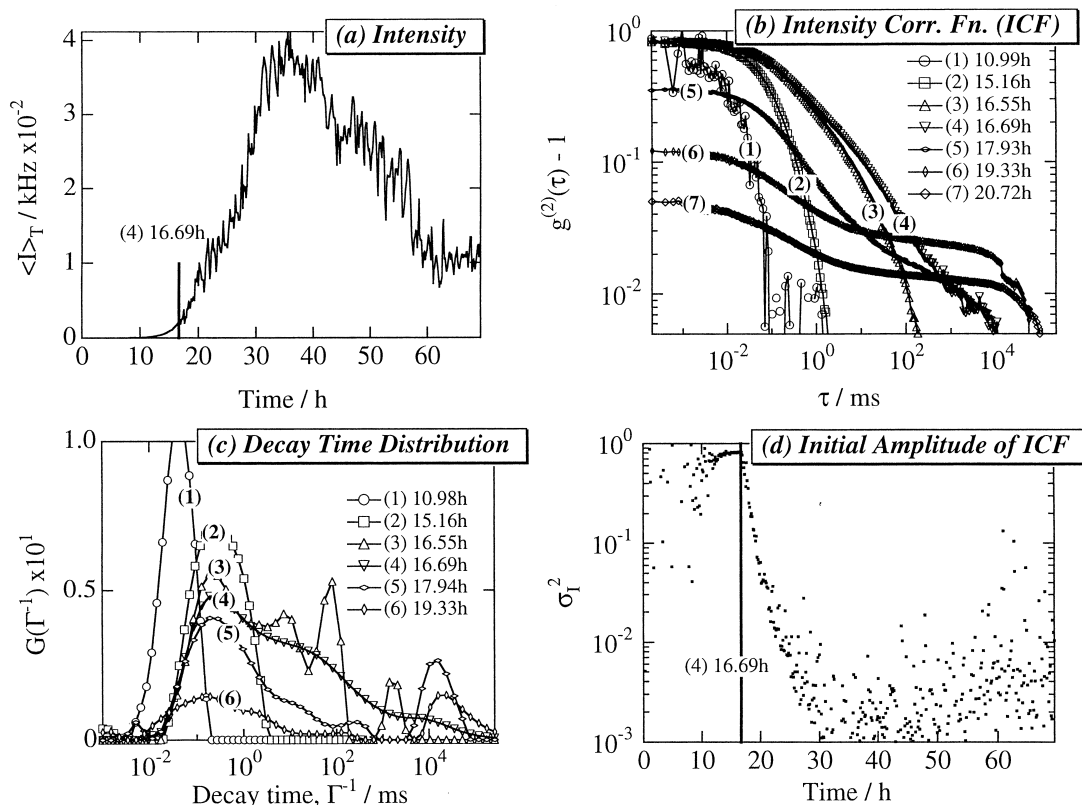 (a) Intensity
<I>T / kHz x10-2
4
3
2
1
0
(4) 16.69h
0 10 20 30 40 50 60
Time / h
(b) Intensity Corr. Fn. (ICF)
g(2)(τ) - 1
10^0
10^-1
10^-2
(1) 10.99h
(2) 15.16h
(3) 16.55h
(4) 16.69h
(5) 17.93h
(6) 19.33h
(7) 20.72h
(5)
(6)
(1)
(2)
(7)
(3)
(4)
10^-2 10^0 10^2 10^4
τ / ms
(c) Decay Time Distribution
G(Γ^-1) x10^1
1.0
0.5
0
(1) 10.98h
(2) 15.16h
(3) 16.55h
(4) 16.69h
(5) 17.94h
(6) 19.33h
(1)
(2)
(3)
(4)
(5)
(6)
10^-2 10^0 10^2 10^4
Decay time, Γ^-1 / ms
(d) Initial Amplitude of ICF
σI^2
10^0
10^-1
10^-2
10^-3
(4) 16.69h
0 10 20 30 40 50 60
Time / h